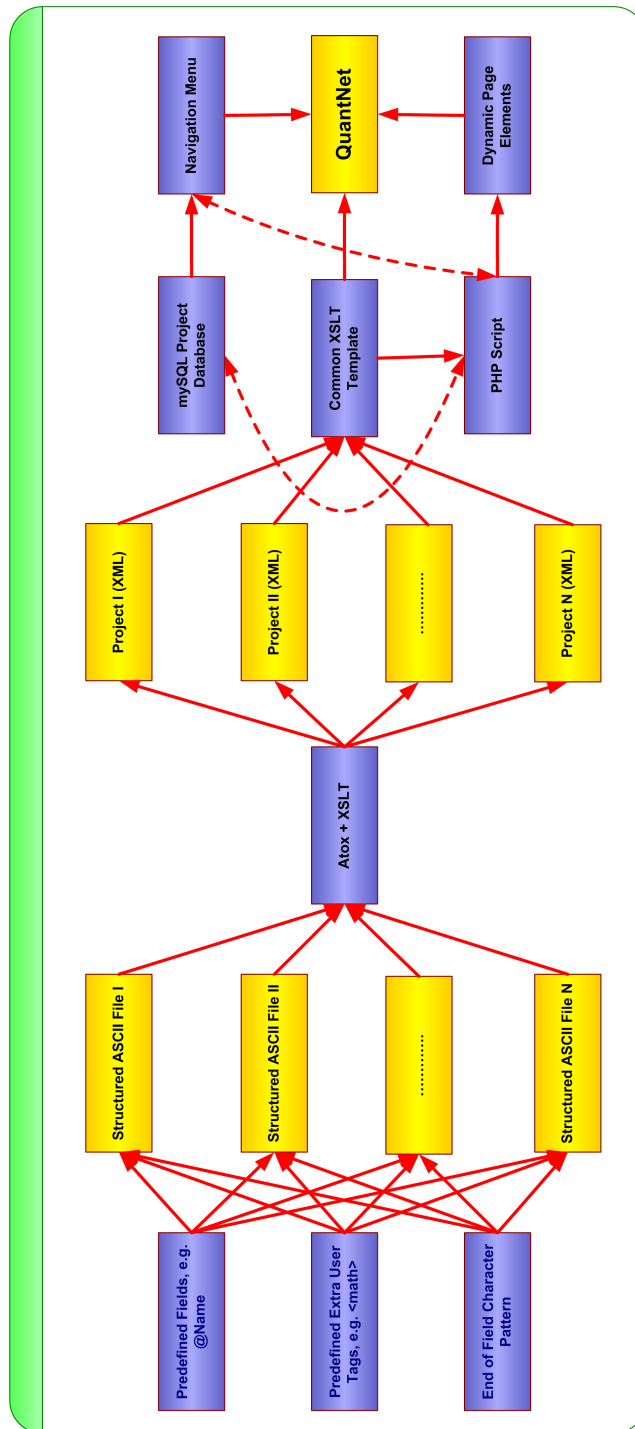 Predefined Fields, e.g.
@Name
Predefined Extra User
Tags, e.g. <math>
End of Field Character
Pattern
Structured ASCII File I
Structured ASCII File II
..............
Structured ASCII File N
Atox + XSLT
Project I (XML)
Project II (XML)
..............
Project N (XML)
mySQL Project
Database
Common XSLT
Template
PHP Script
Navigation Menu
QuantNet
Dynamic Page
Elements